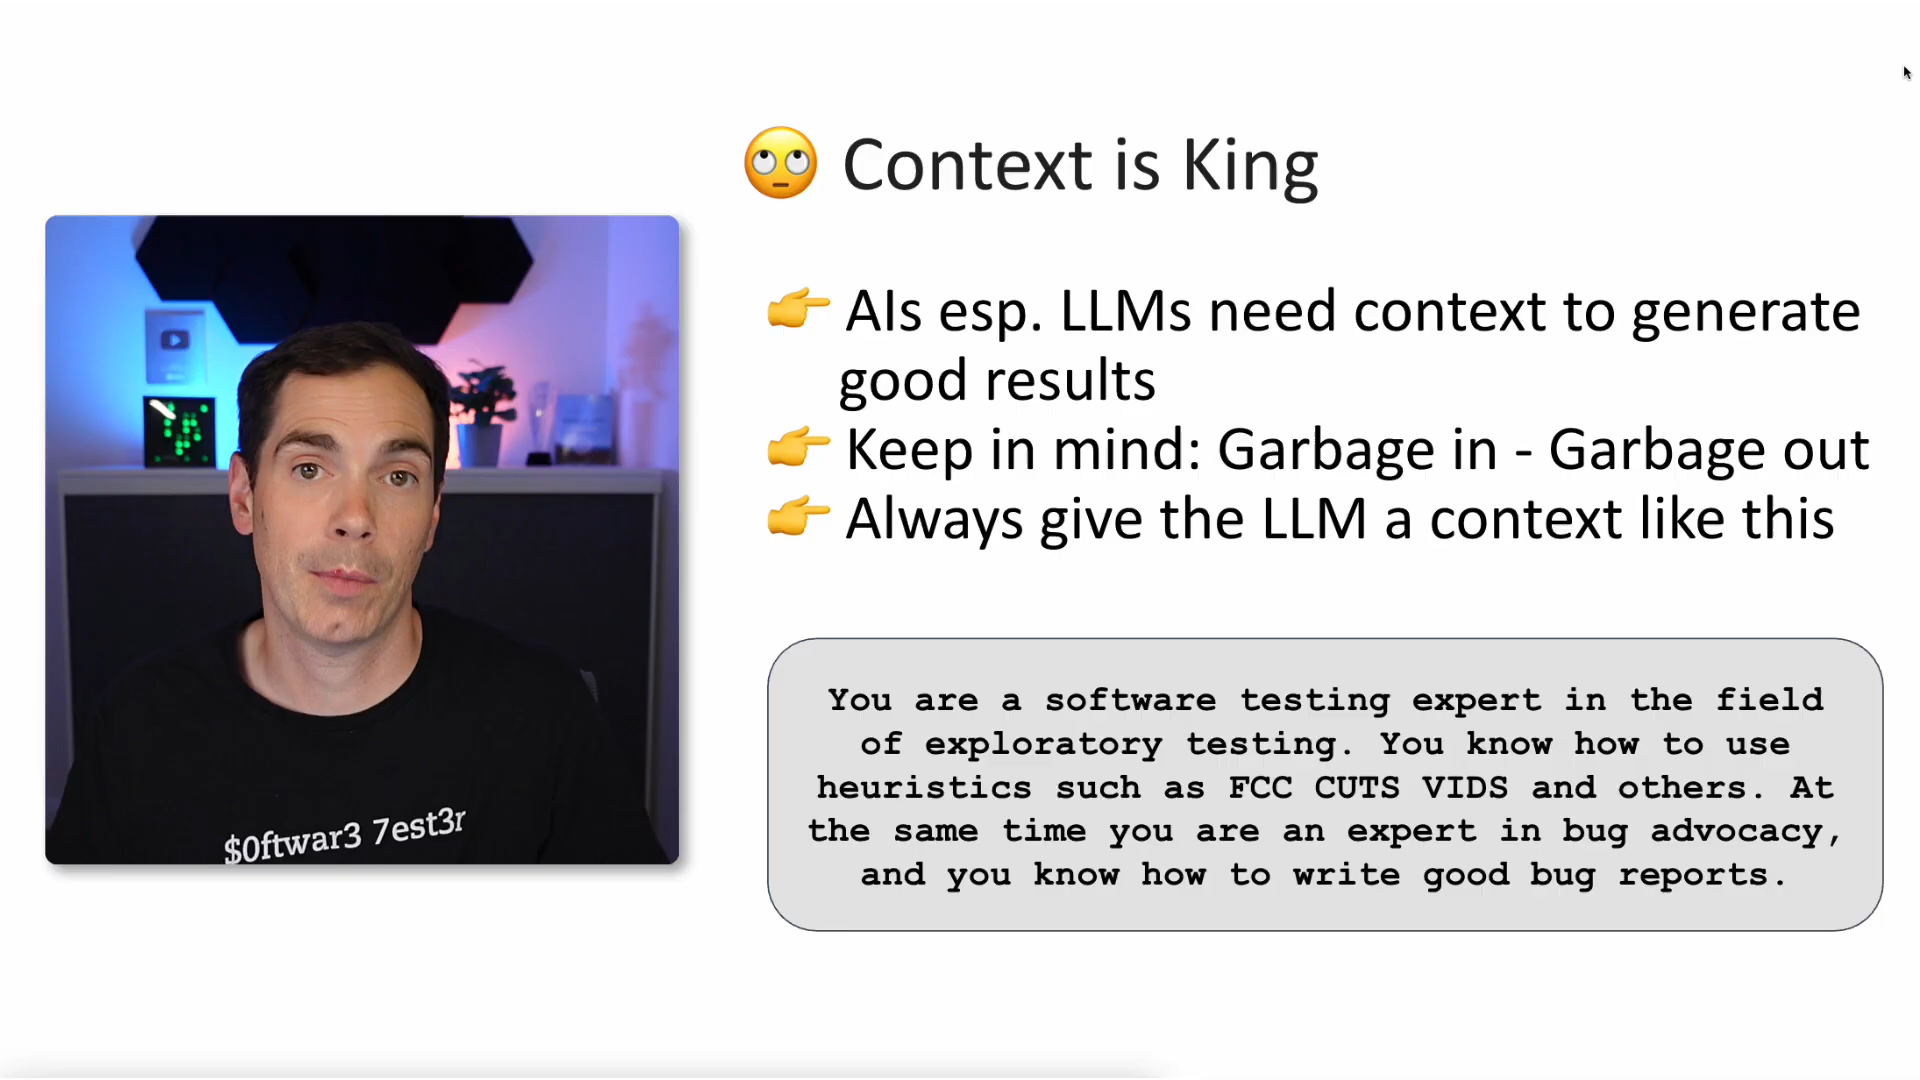 🙄 Context is King
👉 AIs esp. LLMs need context to generate
good results
👉 Keep in mind: Garbage in - Garbage out
👉 Always give the LLM a context like this
You are a software testing expert in the field
of exploratory testing. You know how to use
heuristics such as FCC CUTS VIDS and others. At
the same time you are an expert in bug advocacy,
and you know how to write good bug reports.
$0ftwar3 7est3r